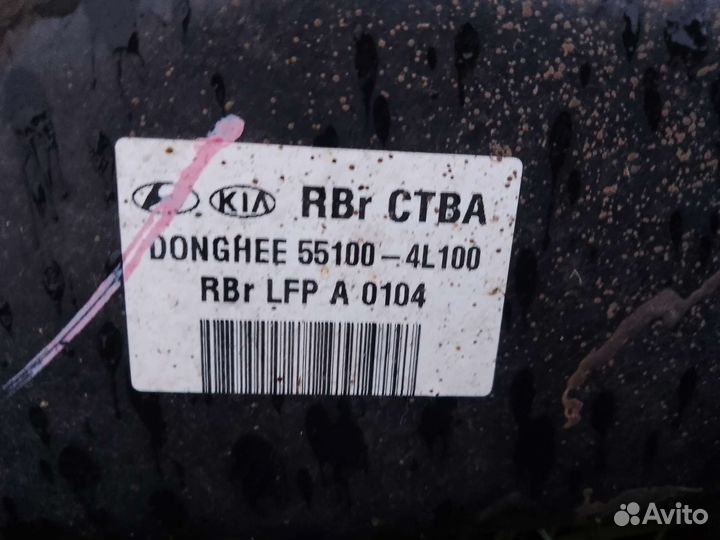 KIA RBr CTBA
DONGHEE 55100-4L100
RBr LFP A 0104
Avito